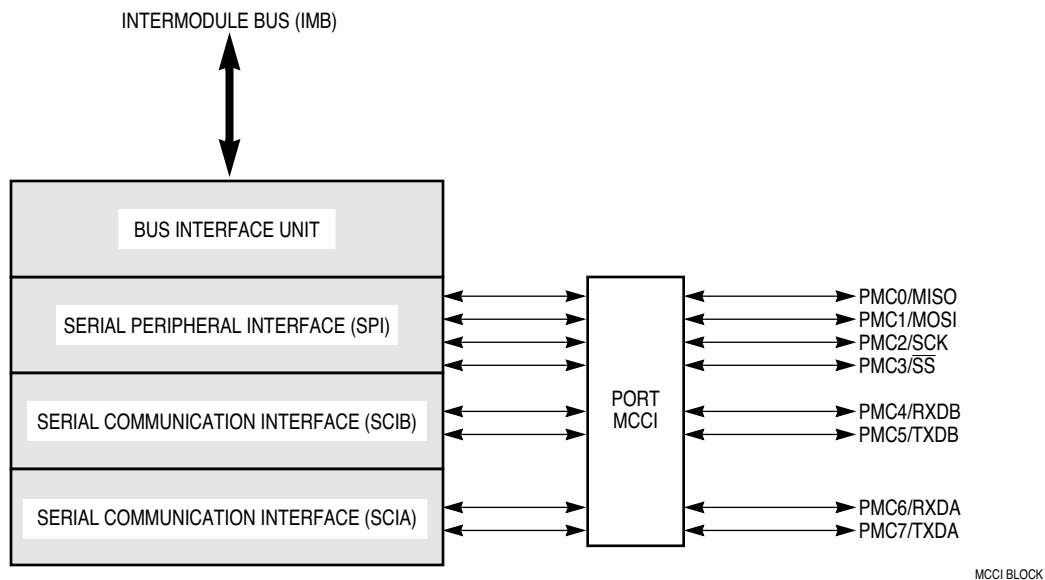 INTERMODULE BUS (IMB)
BUS INTERFACE UNIT
SERIAL PERIPHERAL INTERFACE (SPI)
SERIAL COMMUNICATION INTERFACE (SCIB)
SERIAL COMMUNICATION INTERFACE (SCIA)
PORT
MCCI
PMC0/MISO
PMC1/MOSI
PMC2/SCK
PMC3/S̅S̅
PMC4/RXDB
PMC5/TXDB
PMC6/RXDA
PMC7/TXDA
MCCI BLOCK